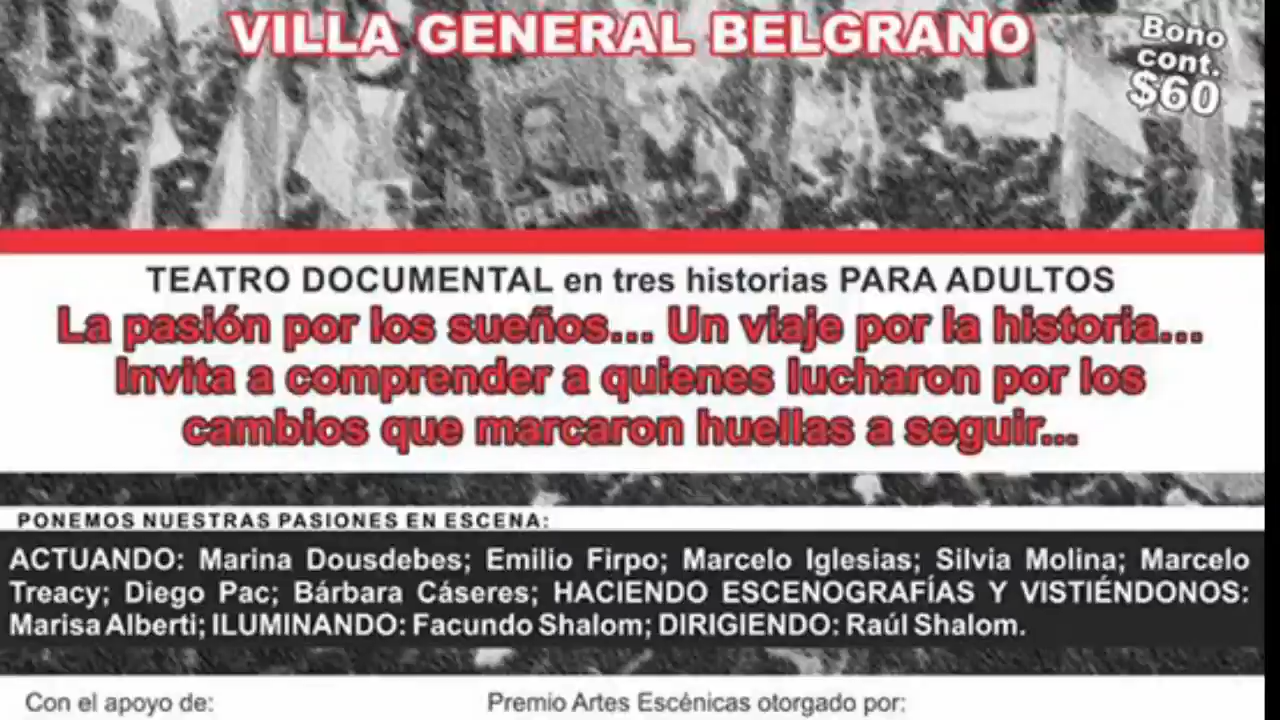 VILLA GENERAL BELGRANO
Bono
cont.
$60
TEATRO DOCUMENTAL en tres historias PARA ADULTOS
La pasión por los sueños... Un viaje por la historia...
Invita a comprender a quienes lucharon por los
cambios que marcaron huellas a seguir...
PONEMOS NUESTRAS PASIONES EN ESCENA:
ACTUANDO: Marina Dousdebes; Emilio Firpo; Marcelo Iglesias; Silvia Molina; Marcelo
Treacy; Diego Pac; Bárbara Cáseres; HACIENDO ESCENOGRAFÍAS Y VISTIÉNDONOS:
Marisa Alberti; ILUMINANDO: Facundo Shalom; DIRIGIENDO: Raúl Shalom.
Con el apoyo de:
Premio Artes Escénicas otorgado por: